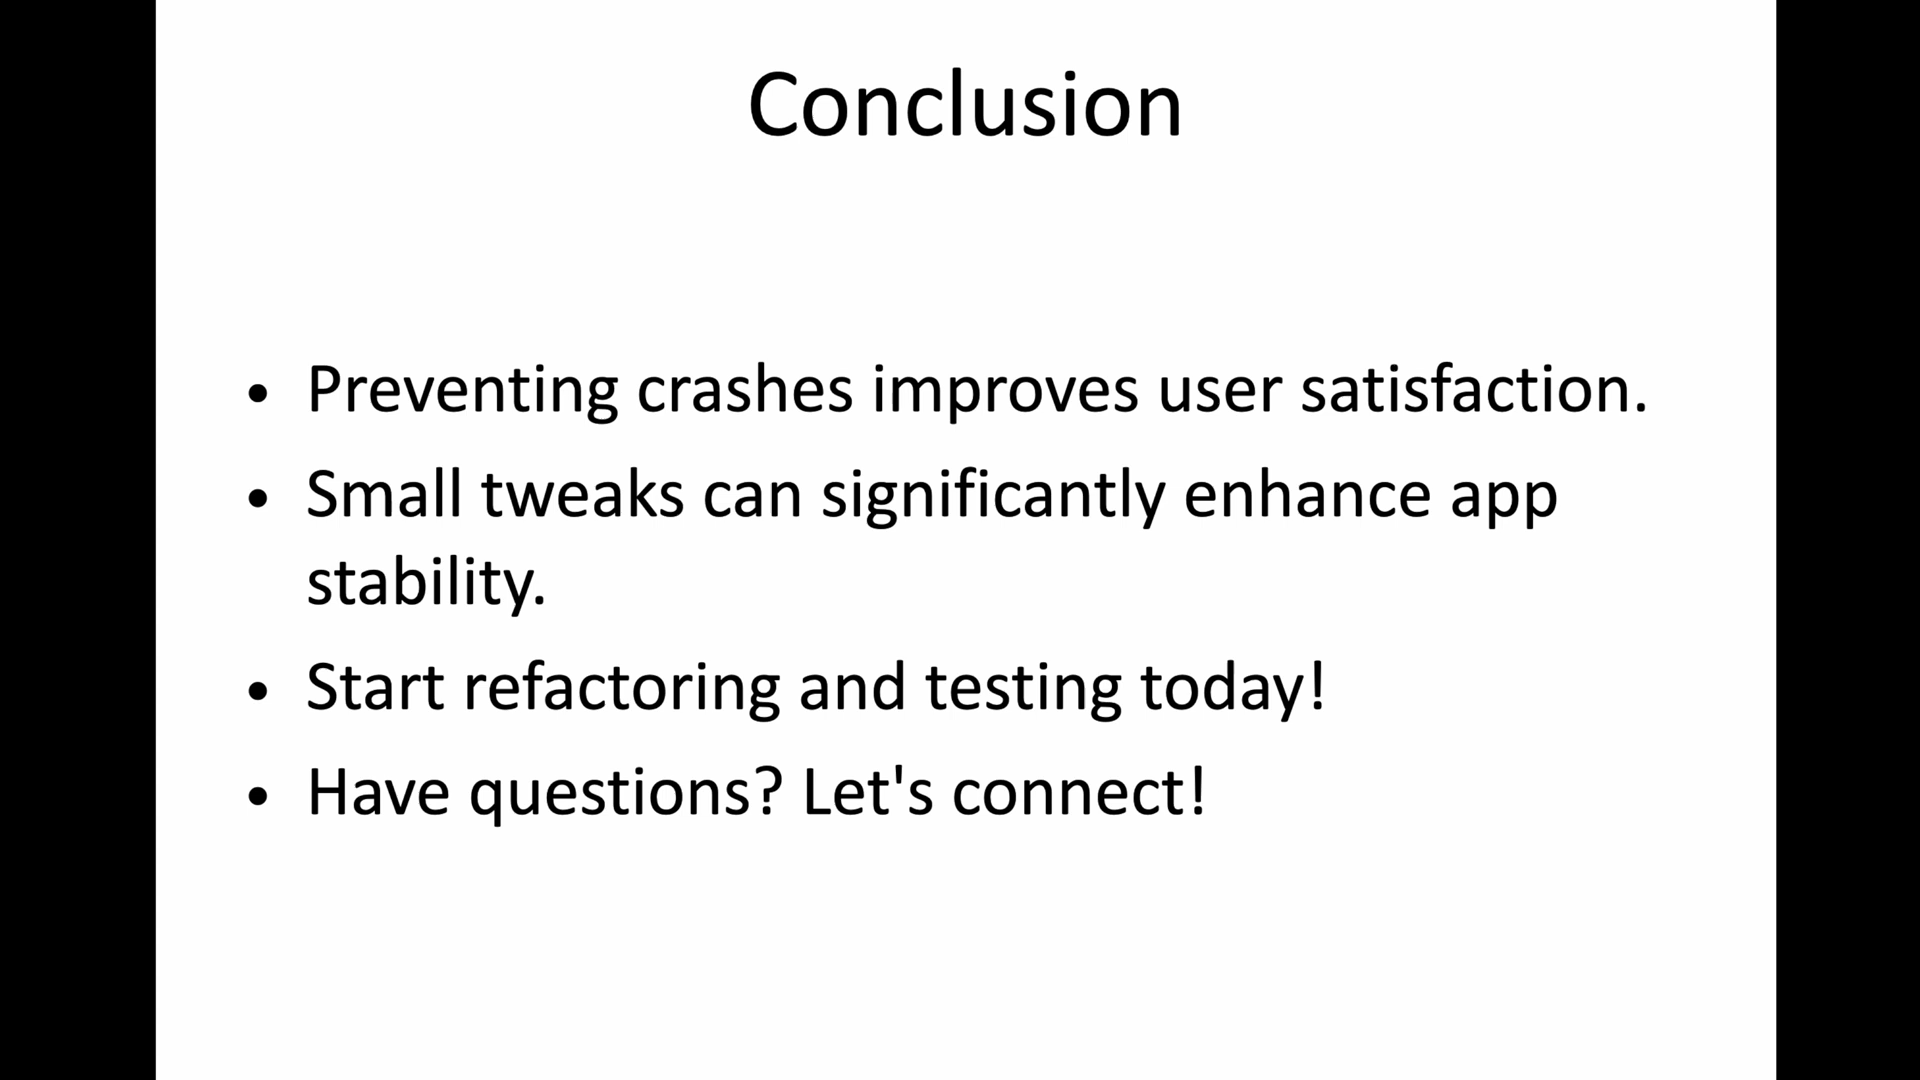 Conclusion
• Preventing crashes improves user satisfaction.
• Small tweaks can significantly enhance app
stability.
• Start refactoring and testing today!
• Have questions? Let's connect!